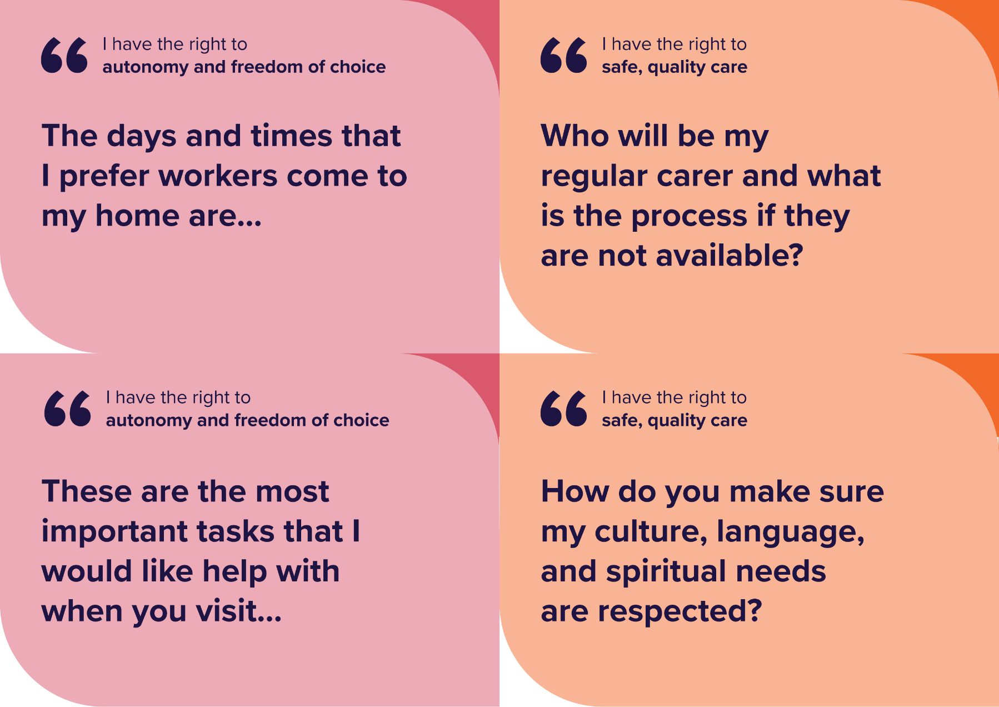 I have the right to
autonomy and freedom of choice
The days and times that
I prefer workers come to
my home are...
I have the right to
safe, quality care
Who will be my
regular carer and what
is the process if they
are not available?
I have the right to
autonomy and freedom of choice
These are the most
important tasks that I
would like help with
when you visit...
I have the right to
safe, quality care
How do you make sure
my culture, language,
and spiritual needs
are respected?